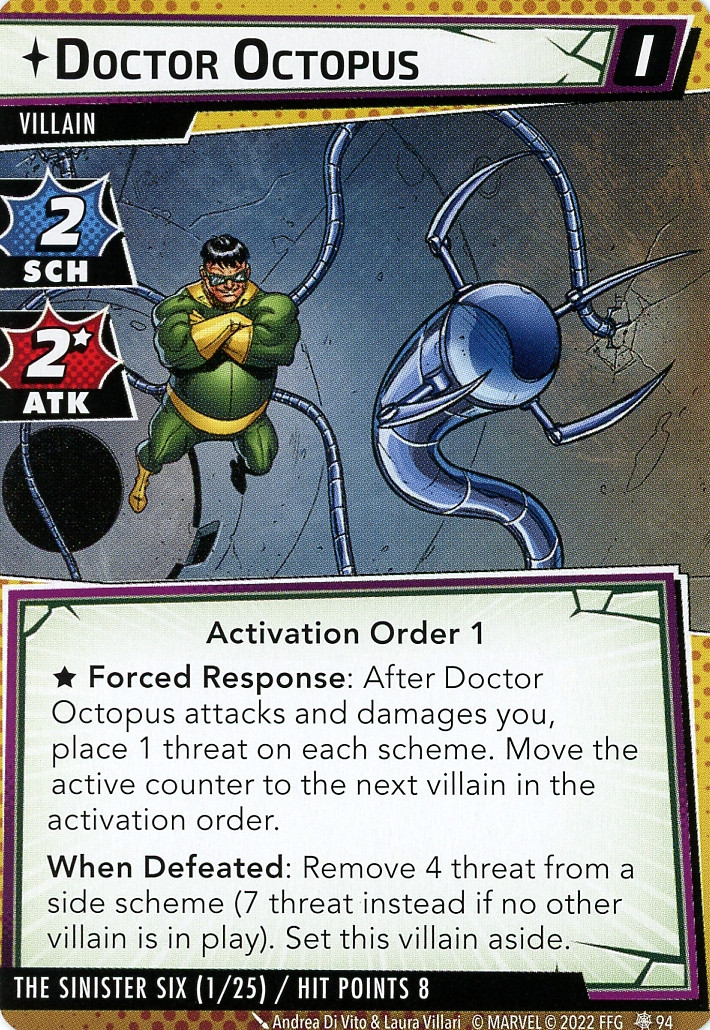 DOCTOR OCTOPUS
I
VILLAIN
2
SCH
2★
ATK
Activation Order 1
★ Forced Response: After Doctor
Octopus attacks and damages you,
place 1 threat on each scheme. Move the
active counter to the next villain in the
activation order.
When Defeated: Remove 4 threat from a
side scheme (7 threat instead if no other
villain is in play). Set this villain aside.
THE SINISTER SIX (1/25) / HIT POINTS 8
Andrea Di Vito & Laura Villari © MARVEL © 2022 FFG 94